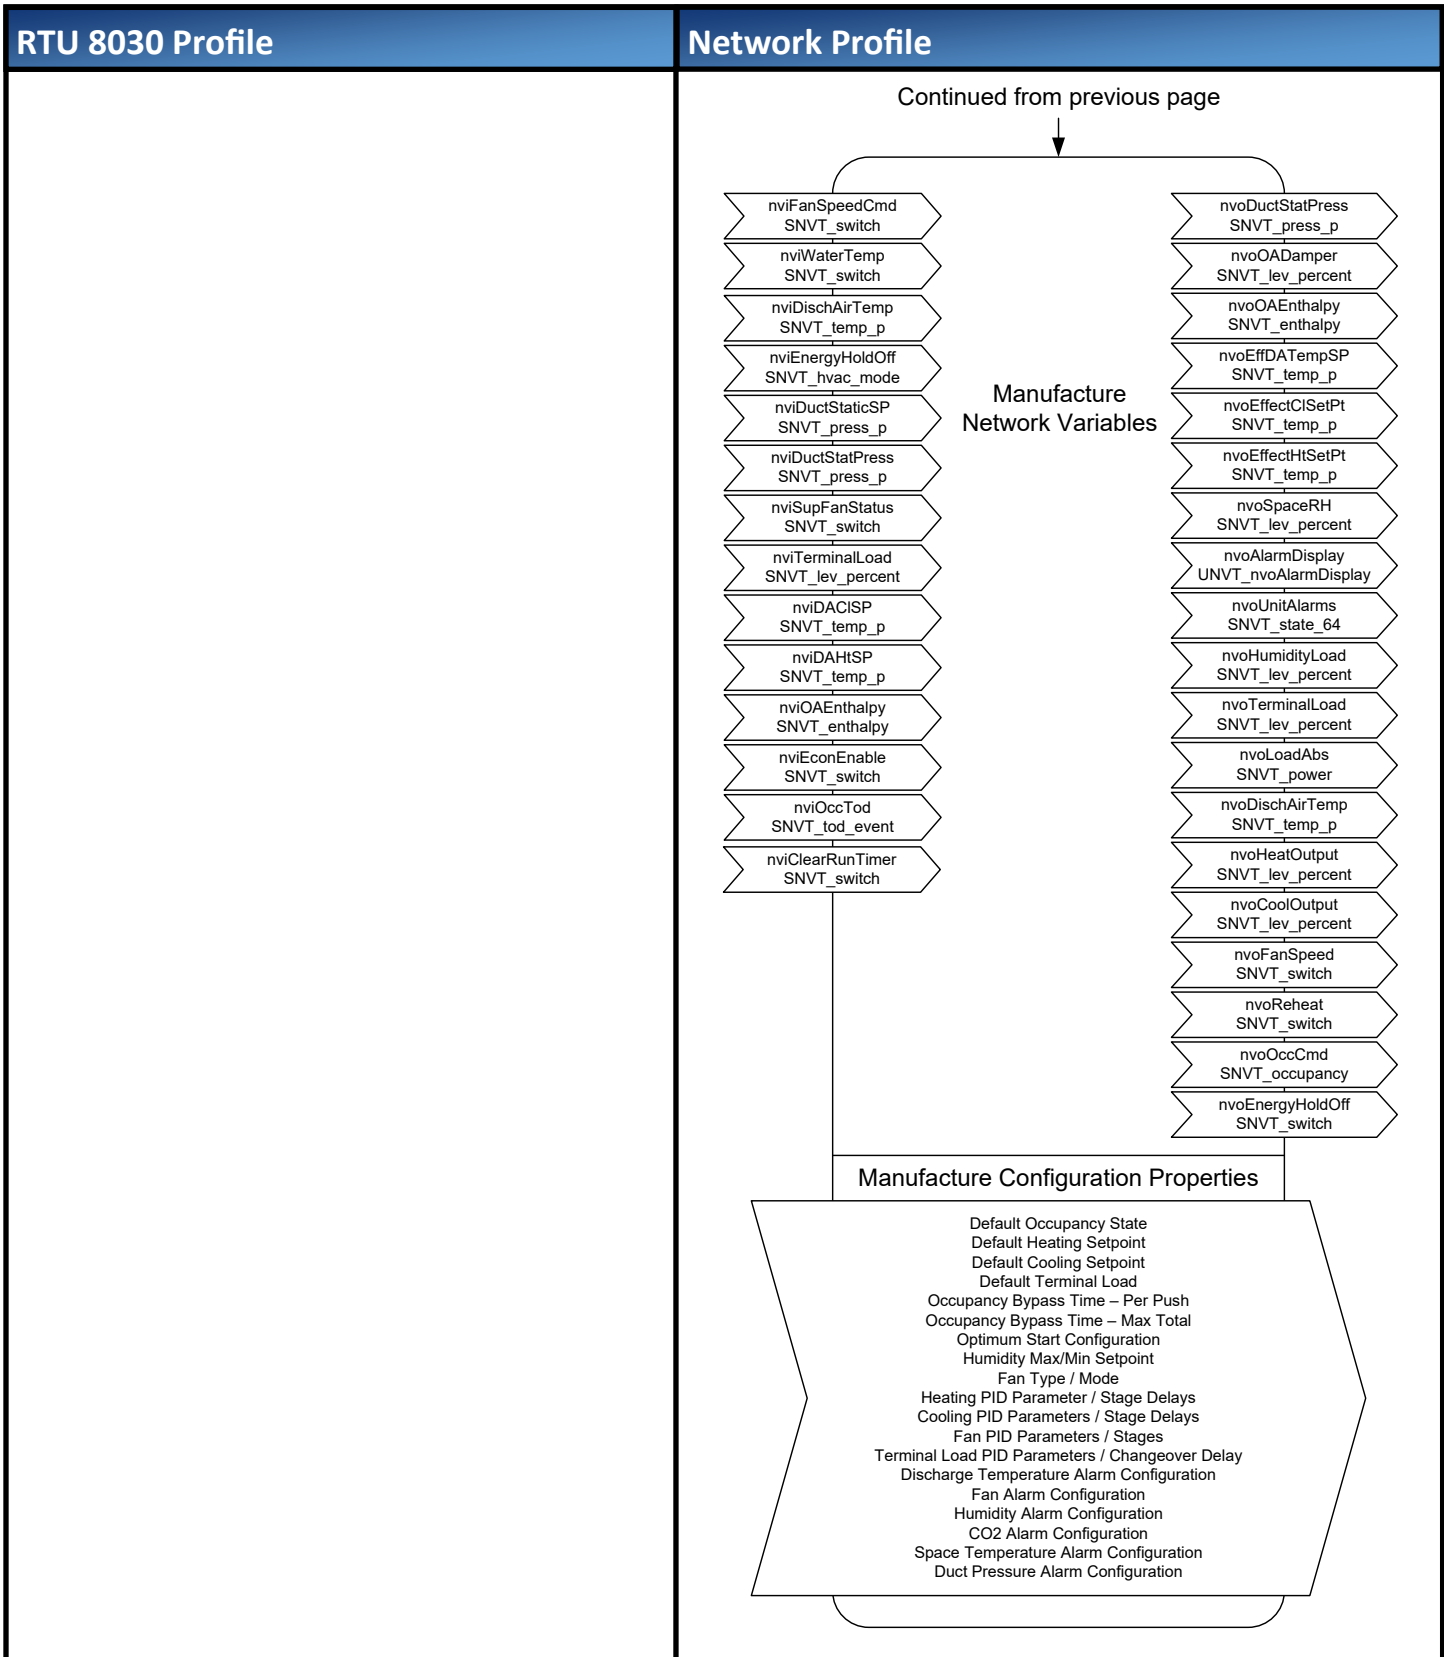 RTU 8030 Profile
Network Profile
Continued from previous page
nviFanSpeedCmd
SNVT_switch
nviWaterTemp
SNVT_switch
nviDischAirTemp
SNVT_temp_p
nviEnergyHoldOff
SNVT_hvac_mode
nviDuctStaticSP
SNVT_press_p
nviDuctStatPress
SNVT_press_p
nviSupFanStatus
SNVT_switch
nviTerminalLoad
SNVT_lev_percent
nviDAClSP
SNVT_temp_p
nviDAHtSP
SNVT_temp_p
nviOAEnthalpy
SNVT_enthalpy
nviEconEnable
SNVT_switch
nviOccTod
SNVT_tod_event
nviClearRunTimer
SNVT_switch
Manufacture
Network Variables
nvoDuctStatPress
SNVT_press_p
nvoOADamper
SNVT_lev_percent
nvoOAEnthalpy
SNVT_enthalpy
nvoEffDATempSP
SNVT_temp_p
nvoEffectClSetPt
SNVT_temp_p
nvoEffectHtSetPt
SNVT_temp_p
nvoSpaceRH
SNVT_lev_percent
nvoAlarmDisplay
UNVT_nvoAlarmDisplay
nvoUnitAlarms
SNVT_state_64
nvoHumidityLoad
SNVT_lev_percent
nvoTerminalLoad
SNVT_lev_percent
nvoLoadAbs
SNVT_power
nvoDischAirTemp
SNVT_temp_p
nvoHeatOutput
SNVT_lev_percent
nvoCoolOutput
SNVT_lev_percent
nvoFanSpeed
SNVT_switch
nvoReheat
SNVT_switch
nvoOccCmd
SNVT_occupancy
nvoEnergyHoldOff
SNVT_switch
Manufacture Configuration Properties
Default Occupancy State
Default Heating Setpoint
Default Cooling Setpoint
Default Terminal Load
Occupancy Bypass Time – Per Push
Occupancy Bypass Time – Max Total
Optimum Start Configuration
Humidity Max/Min Setpoint
Fan Type / Mode
Heating PID Parameter / Stage Delays
Cooling PID Parameters / Stage Delays
Fan PID Parameters / Stages
Terminal Load PID Parameters / Changeover Delay
Discharge Temperature Alarm Configuration
Fan Alarm Configuration
Humidity Alarm Configuration
CO2 Alarm Configuration
Space Temperature Alarm Configuration
Duct Pressure Alarm Configuration